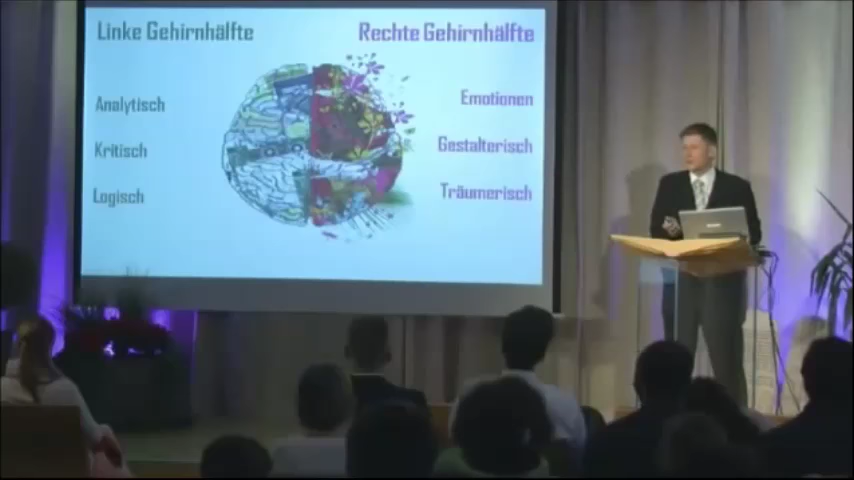 Linke Gehirnhälfte
Rechte Gehirnhälfte
Analytisch
Kritisch
Logisch
Emotionen
Gestalterisch
Träumerisch